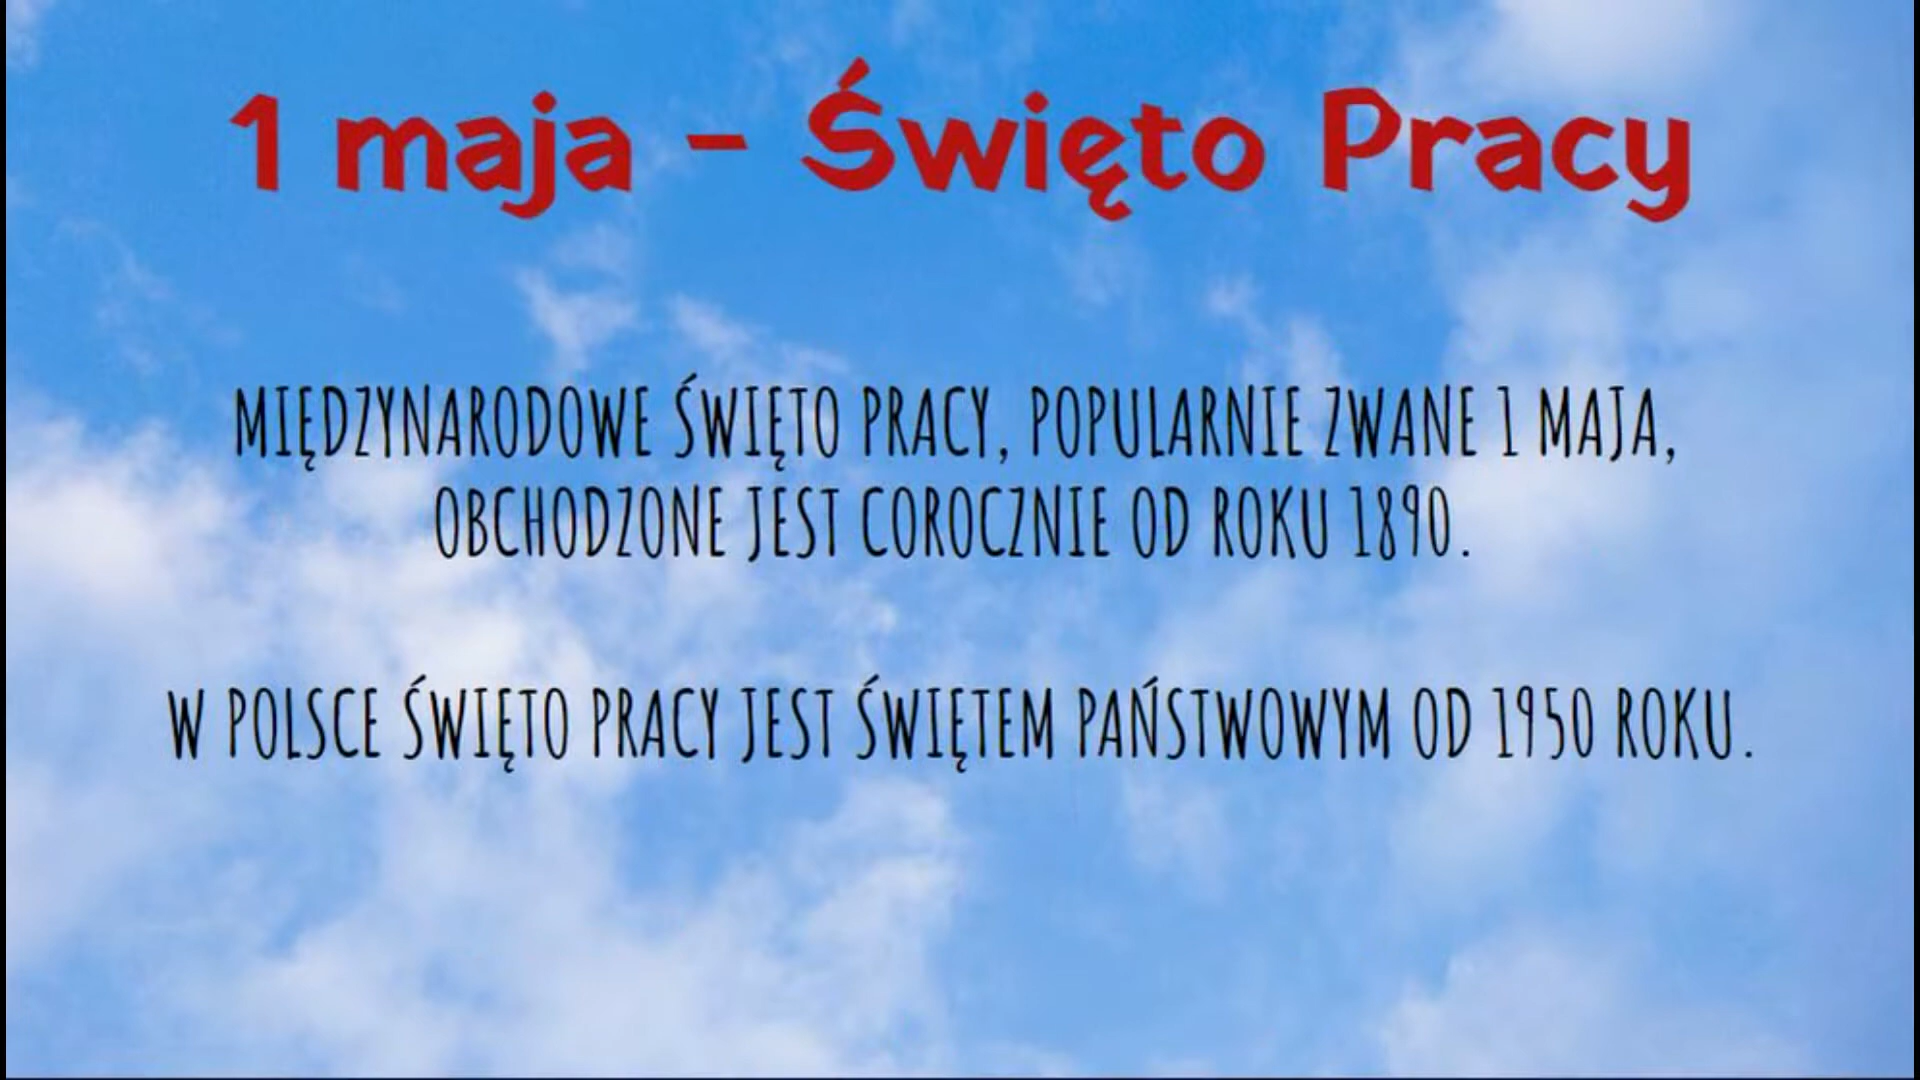 1 maja - Święto Pracy
MIĘDZYNARODOWE ŚWIĘTO PRACY, POPULARNIE ZWANE 1 MAJA,
OBCHODZONE JEST COROCZNIE OD ROKU 1890.
W POLSCE ŚWIĘTO PRACY JEST ŚWIĘTEM PAŃSTWOWYM OD 1950 ROKU.